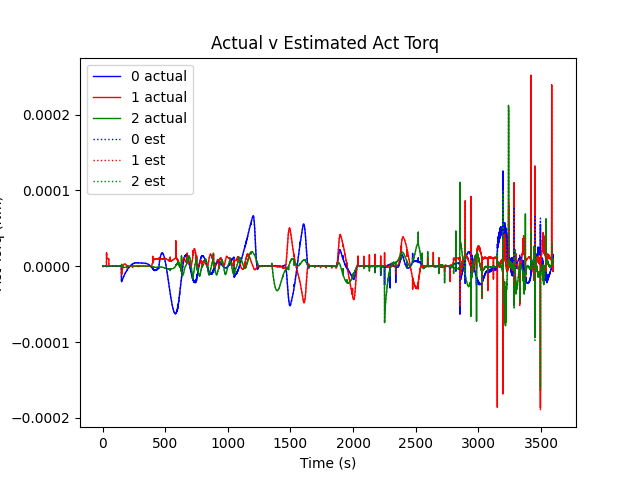 Actual v Estimated Act Torq
0 actual
1 actual
2 actual
0 est
1 est
2 est
0.0002
0.0001
0.0000
−0.0001
−0.0002
0 500 1000 1500 2000 2500 3000 3500
Time (s)